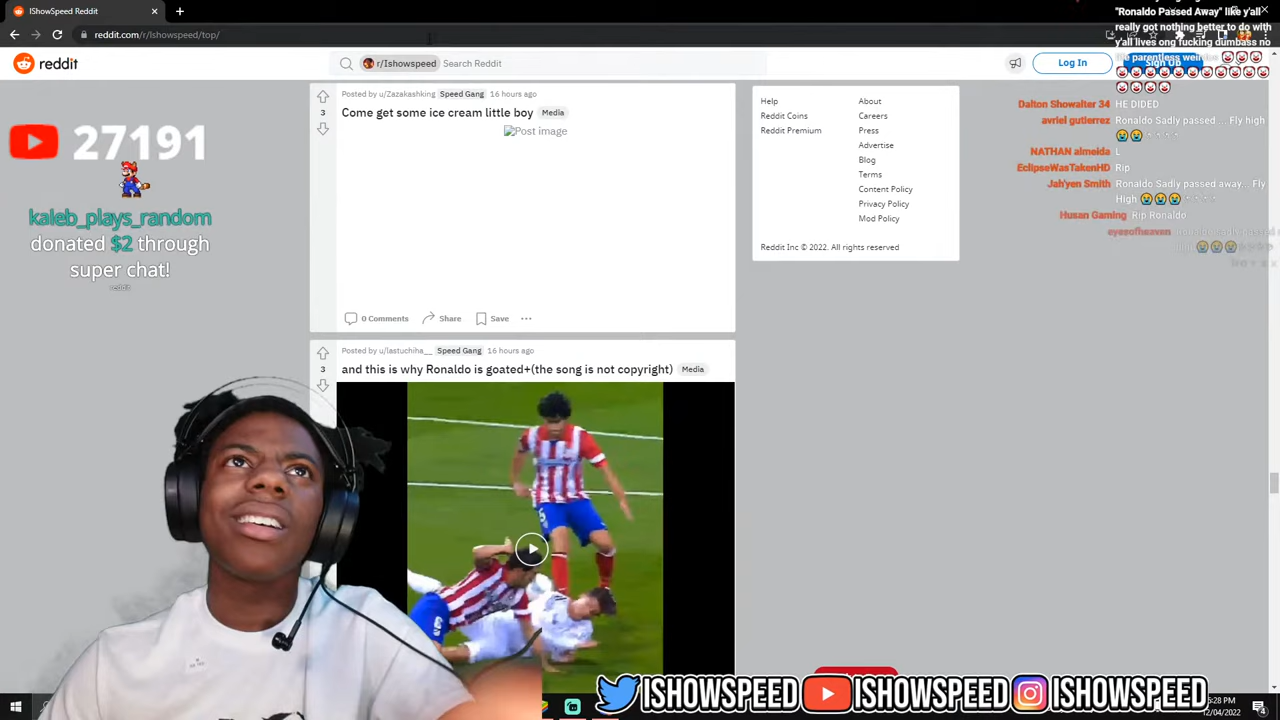 IShowSpeed Reddit
reddit.com/r/Ishowspeed/top/
reddit
r/Ishowspeed
Search Reddit
Log In
Sign Up
"Ronaldo Passed Away" like y'all
really got nothing better to do with
y'all lives ong fucking dumbass no
Dalton Showalter 34 HE DIDED
avriel gutierrez Ronaldo Sadly passed.... Fly high
NATHAN almeida L
EclipseWasTakenHD Rip
Jah'yen Smith Ronaldo Sadly passed away... Fly
High
Husan Gaming Rip Ronaldo
eyezofheaven
27191
kaleb_plays_random
donated $2 through
super chat!
reddit
Posted by u/Zazakashking Speed Gang 16 hours ago
3
Come get some ice cream little boy Media
Post image
0 Comments Share Save
Posted by u/lastuchiha__ Speed Gang 16 hours ago
3
and this is why Ronaldo is goated+(the song is not copyright) Media
Help
Reddit Coins
Reddit Premium
About
Careers
Press
Advertise
Blog
Terms
Content Policy
Privacy Policy
Mod Policy
Reddit Inc © 2022. All rights reserved
ISHOWSPEED ISHOWSPEED ISHOWSPEED
12/04/2022